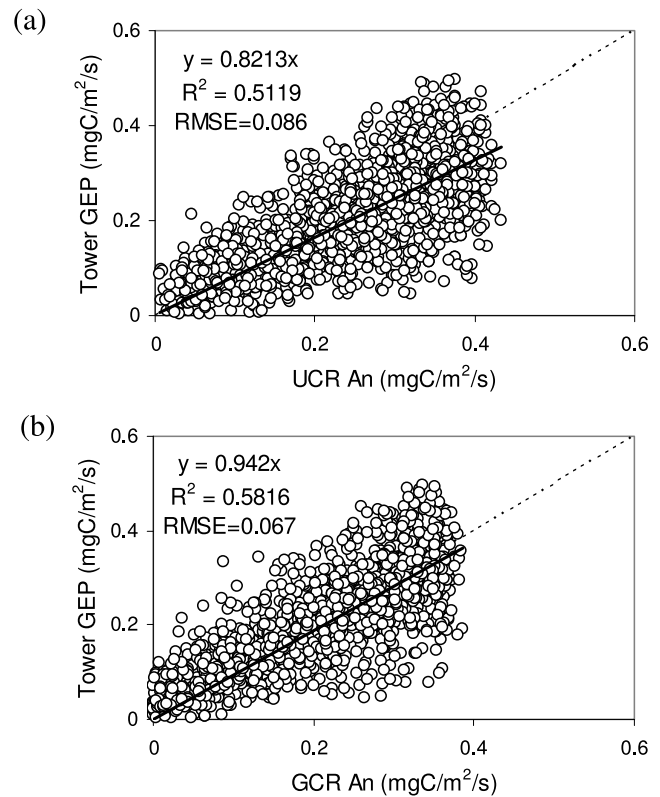 (a)
0.6
y = 0.8213x
R² = 0.5119
RMSE=0.086
0.4
0.2
0
Tower GEP (mgC/m²/s)
0 0.2 0.4 0.6
UCR An (mgC/m²/s)
(b)
0.6
y = 0.942x
R² = 0.5816
RMSE=0.067
0.4
0.2
0
Tower GEP (mgC/m²/s)
0 0.2 0.4 0.6
GCR An (mgC/m²/s)